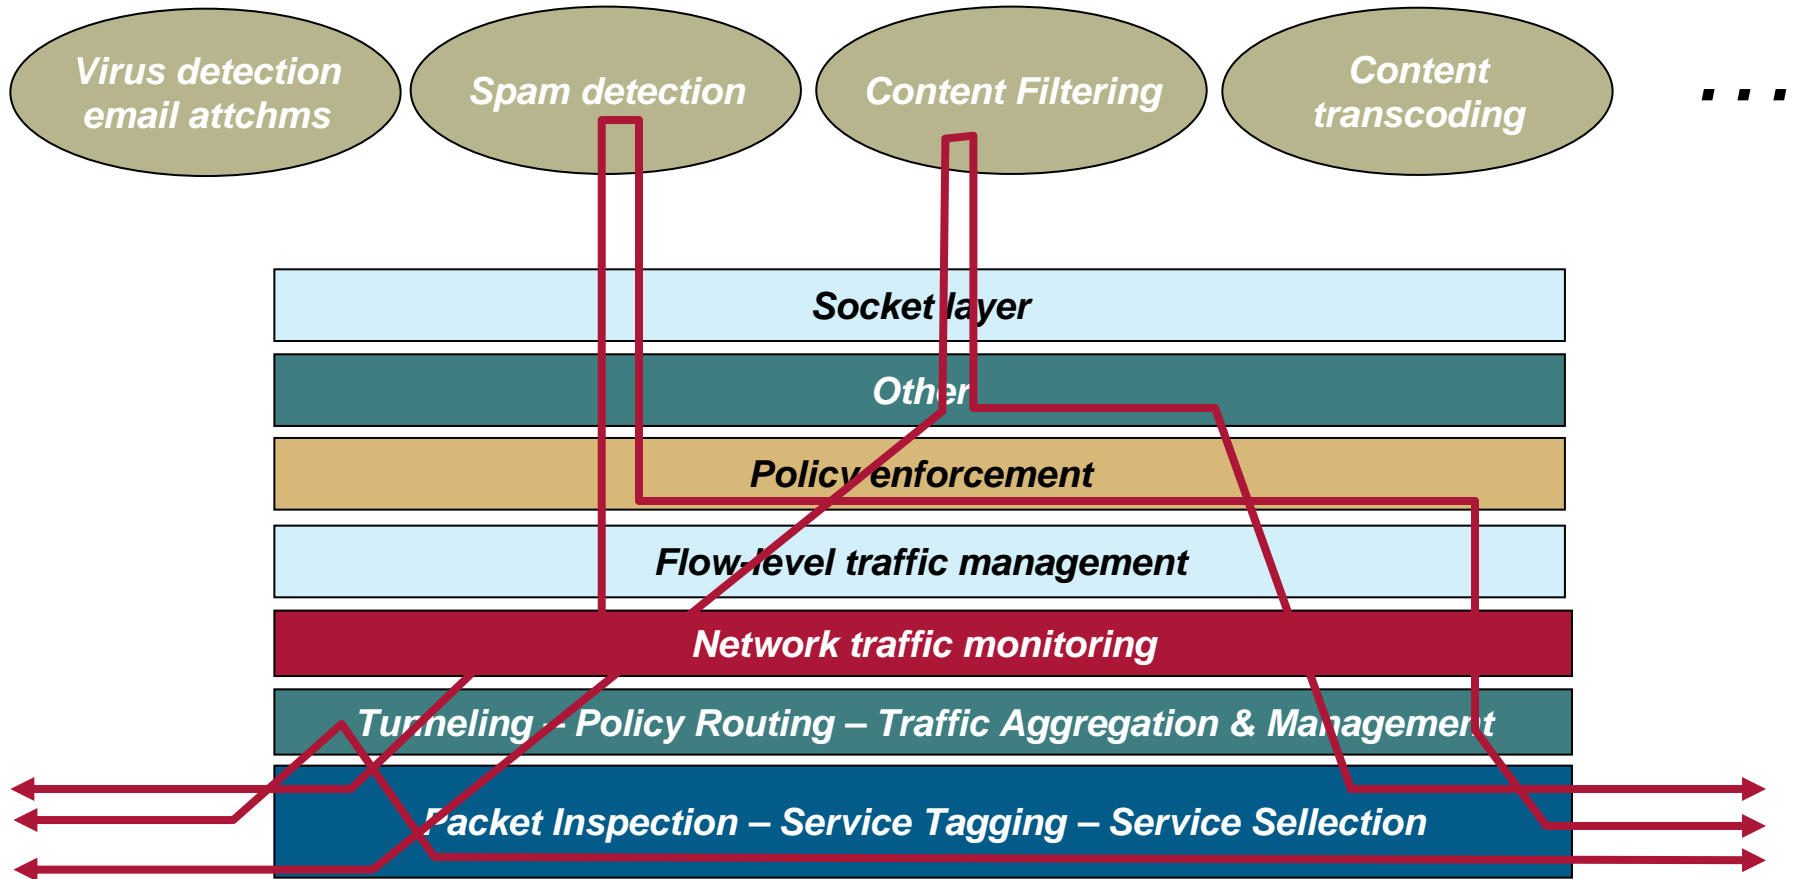 Virus detection
email attchms
Spam detection
Content Filtering
Content
transcoding
...
Socket layer
Other
Policy enforcement
Flow-level traffic management
Network traffic monitoring
Tunneling – Policy Routing – Traffic Aggregation & Management
Packet Inspection – Service Tagging – Service Sellection